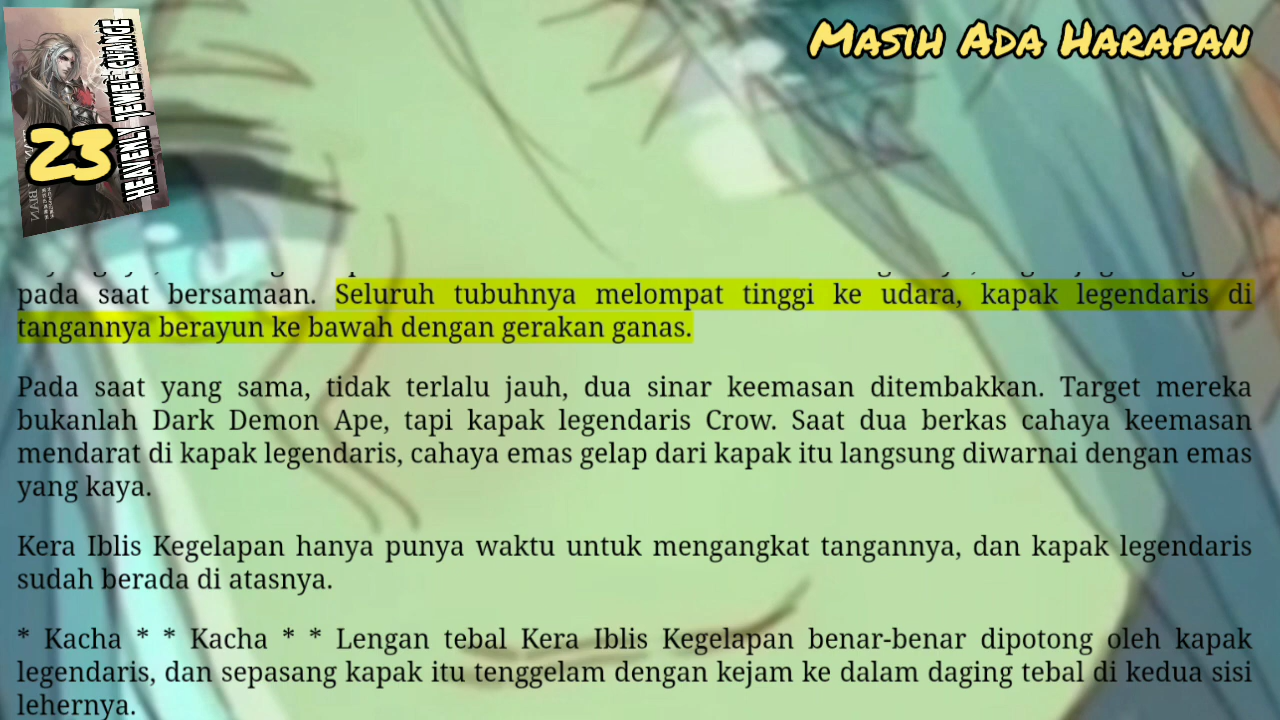 Masih Ada Harapan
HEAVENLY JEWEL CHANGE
23
pada saat bersamaan. Seluruh tubuhnya melompat tinggi ke udara, kapak legendaris di
tangannya berayun ke bawah dengan gerakan ganas.
Pada saat yang sama, tidak terlalu jauh, dua sinar keemasan ditembakkan. Target mereka
bukanlah Dark Demon Ape, tapi kapak legendaris Crow. Saat dua berkas cahaya keemasan
mendarat di kapak legendaris, cahaya emas gelap dari kapak itu langsung diwarnai dengan emas
yang kaya.
Kera Iblis Kegelapan hanya punya waktu untuk mengangkat tangannya, dan kapak legendaris
sudah berada di atasnya.
* Kacha * * Kacha * * Lengan tebal Kera Iblis Kegelapan benar-benar dipotong oleh kapak
legendaris, dan sepasang kapak itu tenggelam dengan kejam ke dalam daging tebal di kedua sisi
lehernya.